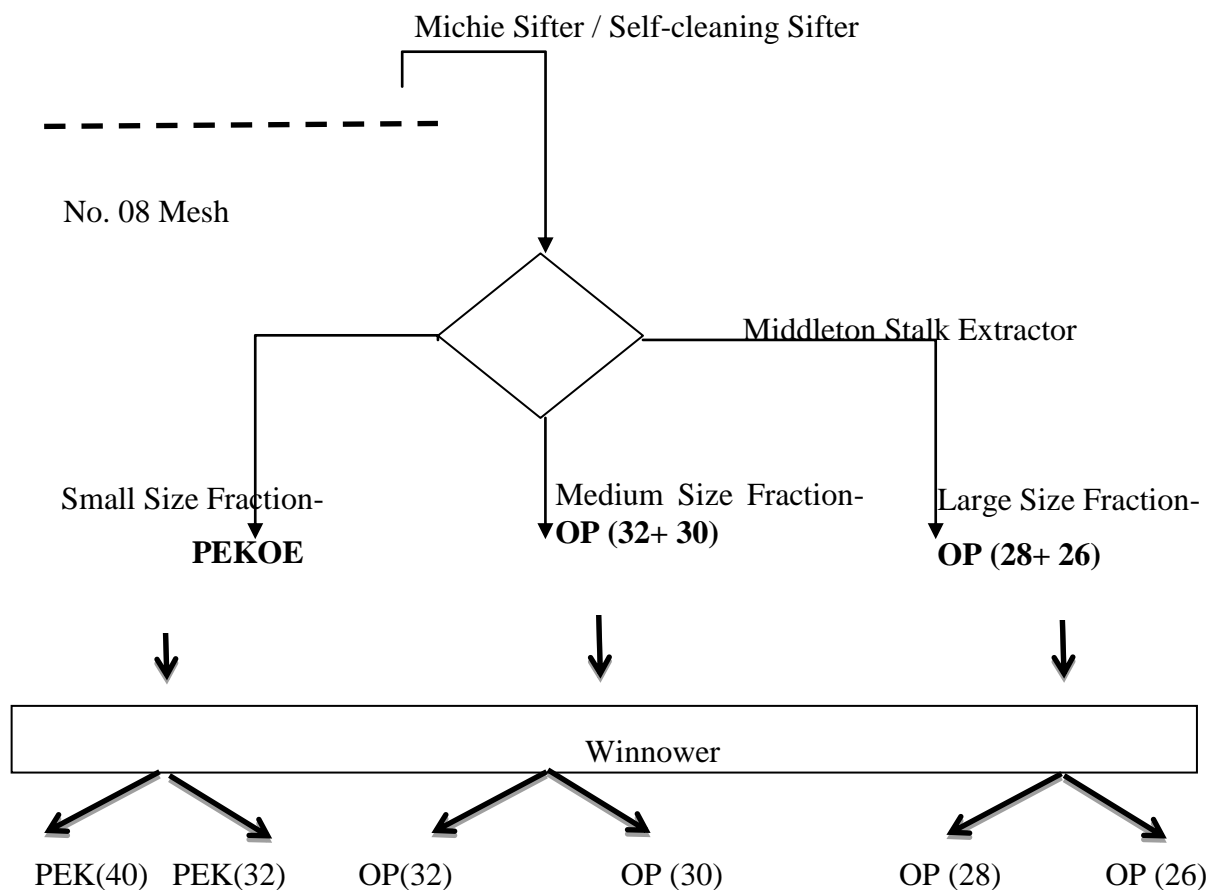 Michie Sifter / Self-cleaning Sifter
No. 08 Mesh
Middleton Stalk Extractor
Small Size Fraction-
PEKOE
Medium Size Fraction-
OP (32+ 30)
Large Size Fraction-
OP (28+ 26)
Winnower
PEK(40) PEK(32) OP(32) OP (30) OP (28) OP (26)